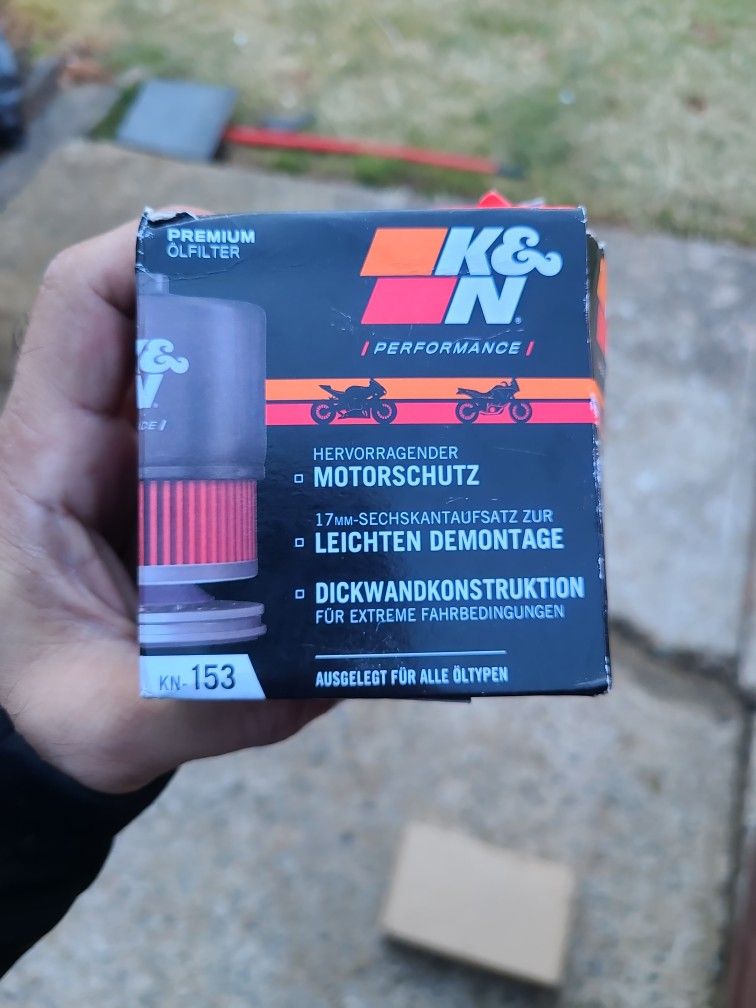 PREMIUM
ÖLFILTER
K&N®
/ PERFORMANCE /
HERVORRAGENDER
MOTORSCHUTZ
17MM-SECHSKANTAUFSATZ ZUR
LEICHTEN DEMONTAGE
DICKWANDKONSTRUKTION
FÜR EXTREME FAHRBEDINGUNGEN
AUSGELEGT FÜR ALLE ÖLTYPEN
K&N
CE /
KN-153